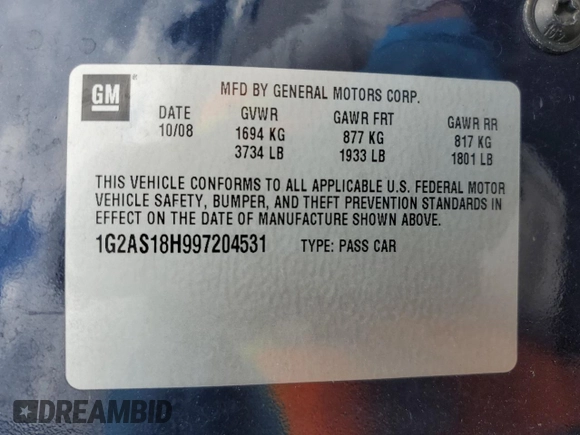 GM ®
MFD BY GENERAL MOTORS CORP.
DATE GVWR GAWR FRT GAWR RR
10/08 1694 KG 877 KG 817 KG
3734 LB 1933 LB 1801 LB
THIS VEHICLE CONFORMS TO ALL APPLICABLE U.S. FEDERAL MOTOR
VEHICLE SAFETY, BUMPER, AND THEFT PREVENTION STANDARDS IN
EFFECT ON THE DATE OF MANUFACTURE SHOWN ABOVE.
1G2AS18H997204531 TYPE: PASS CAR
DREAMBID